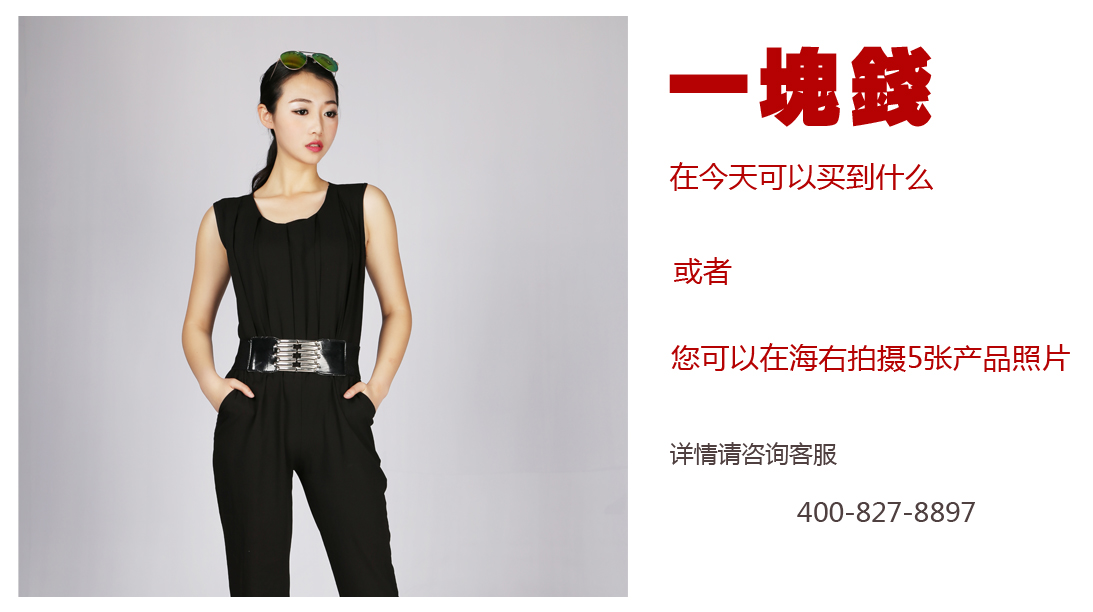 一塊錢
在今天可以买到什么
或者
您可以在海右拍摄5张产品照片
详情请咨询客服
400-827-8897